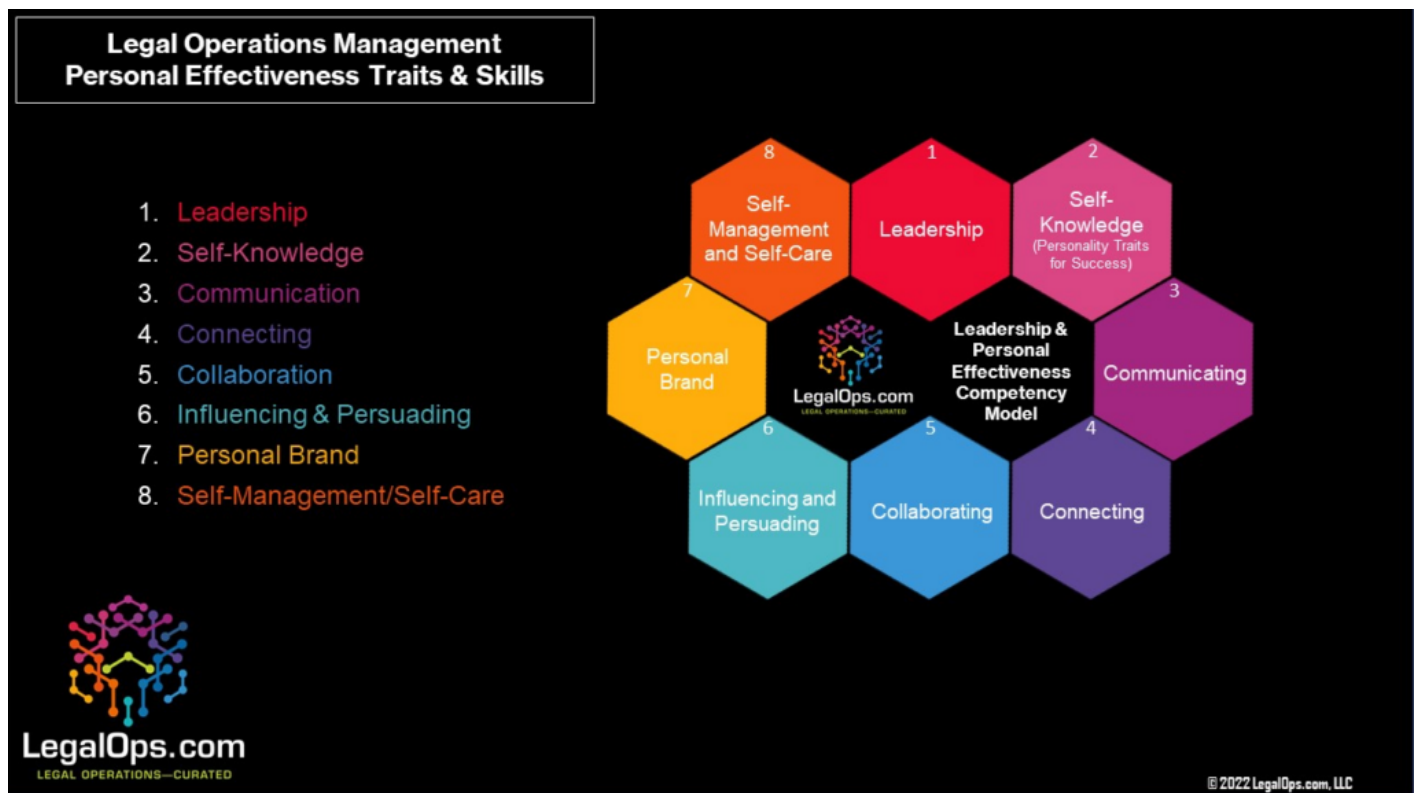 Legal Operations Management
Personal Effectiveness Traits & Skills
1. Leadership
2. Self-Knowledge
3. Communication
4. Connecting
5. Collaboration
6. Influencing & Persuading
7. Personal Brand
8. Self-Management/Self-Care
8
Self-
Management
and Self-Care
1
Leadership
2
Self-
Knowledge
(Personality Traits
for Success)
7
Personal
Brand
LegalOps.com
LEGAL OPERATIONS—CURATED
Leadership &
Personal
Effectiveness
Competency
Model
3
Communicating
6
Influencing and
Persuading
5
Collaborating
4
Connecting
LegalOps.com
LEGAL OPERATIONS—CURATED
© 2022 LegalOps.com, LLC